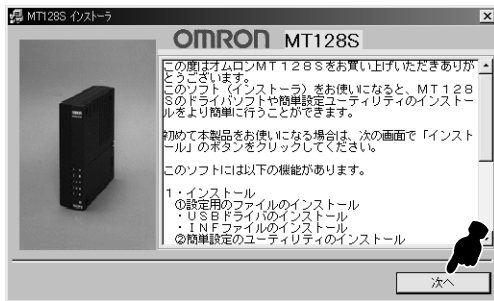 MT128S インストーラ
OMRON MT128S
この度はオムロンMT128Sをお買い上げいただきありが
とうございます。
このソフト(インストーラ)をお使いになると、MT128
Sのドライバソフトや簡単設定ユーティリティのインストー
ルをより簡単に行うことができます。
初めて本製品をお使いになる場合は、次の画面で「インスト
ール」のボタンをクリックしてください。
このソフトには以下の機能があります。
1・インストール
①設定用のファイルのインストール
・USBドライバのインストール
・INFファイルのインストール
②簡単設定のユーティリティのインストール
次へ